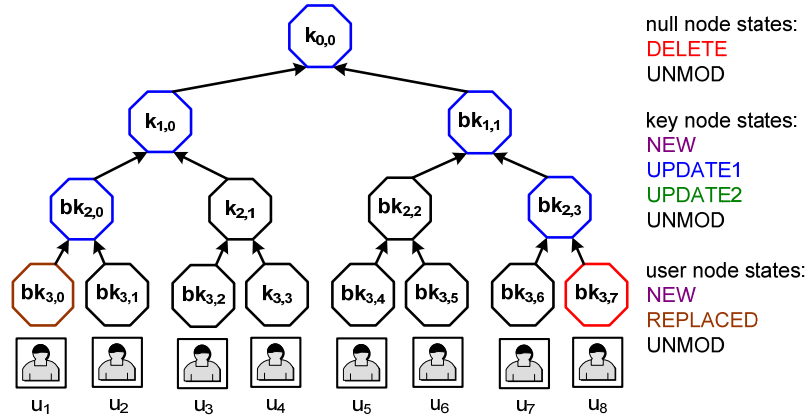 k0,0
null node states:
DELETE
UNMOD
k1,0
bk1,1
key node states:
NEW
UPDATE1
UPDATE2
UNMOD
bk2,0
k2,1
bk2,2
bk2,3
bk3,0
bk3,1
bk3,2
k3,3
bk3,4
bk3,5
bk3,6
bk3,7
user node states:
NEW
REPLACED
UNMOD
u1
u2
u3
u4
u5
u6
u7
u8